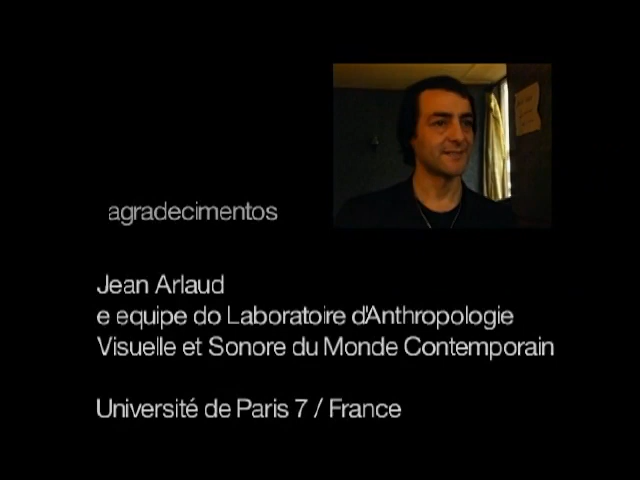 agradecimentos
Jean Arlaud
e equipe do Laboratoire d'Anthropologie
Visuelle et Sonore du Monde Contemporain
Université de Paris 7 / France